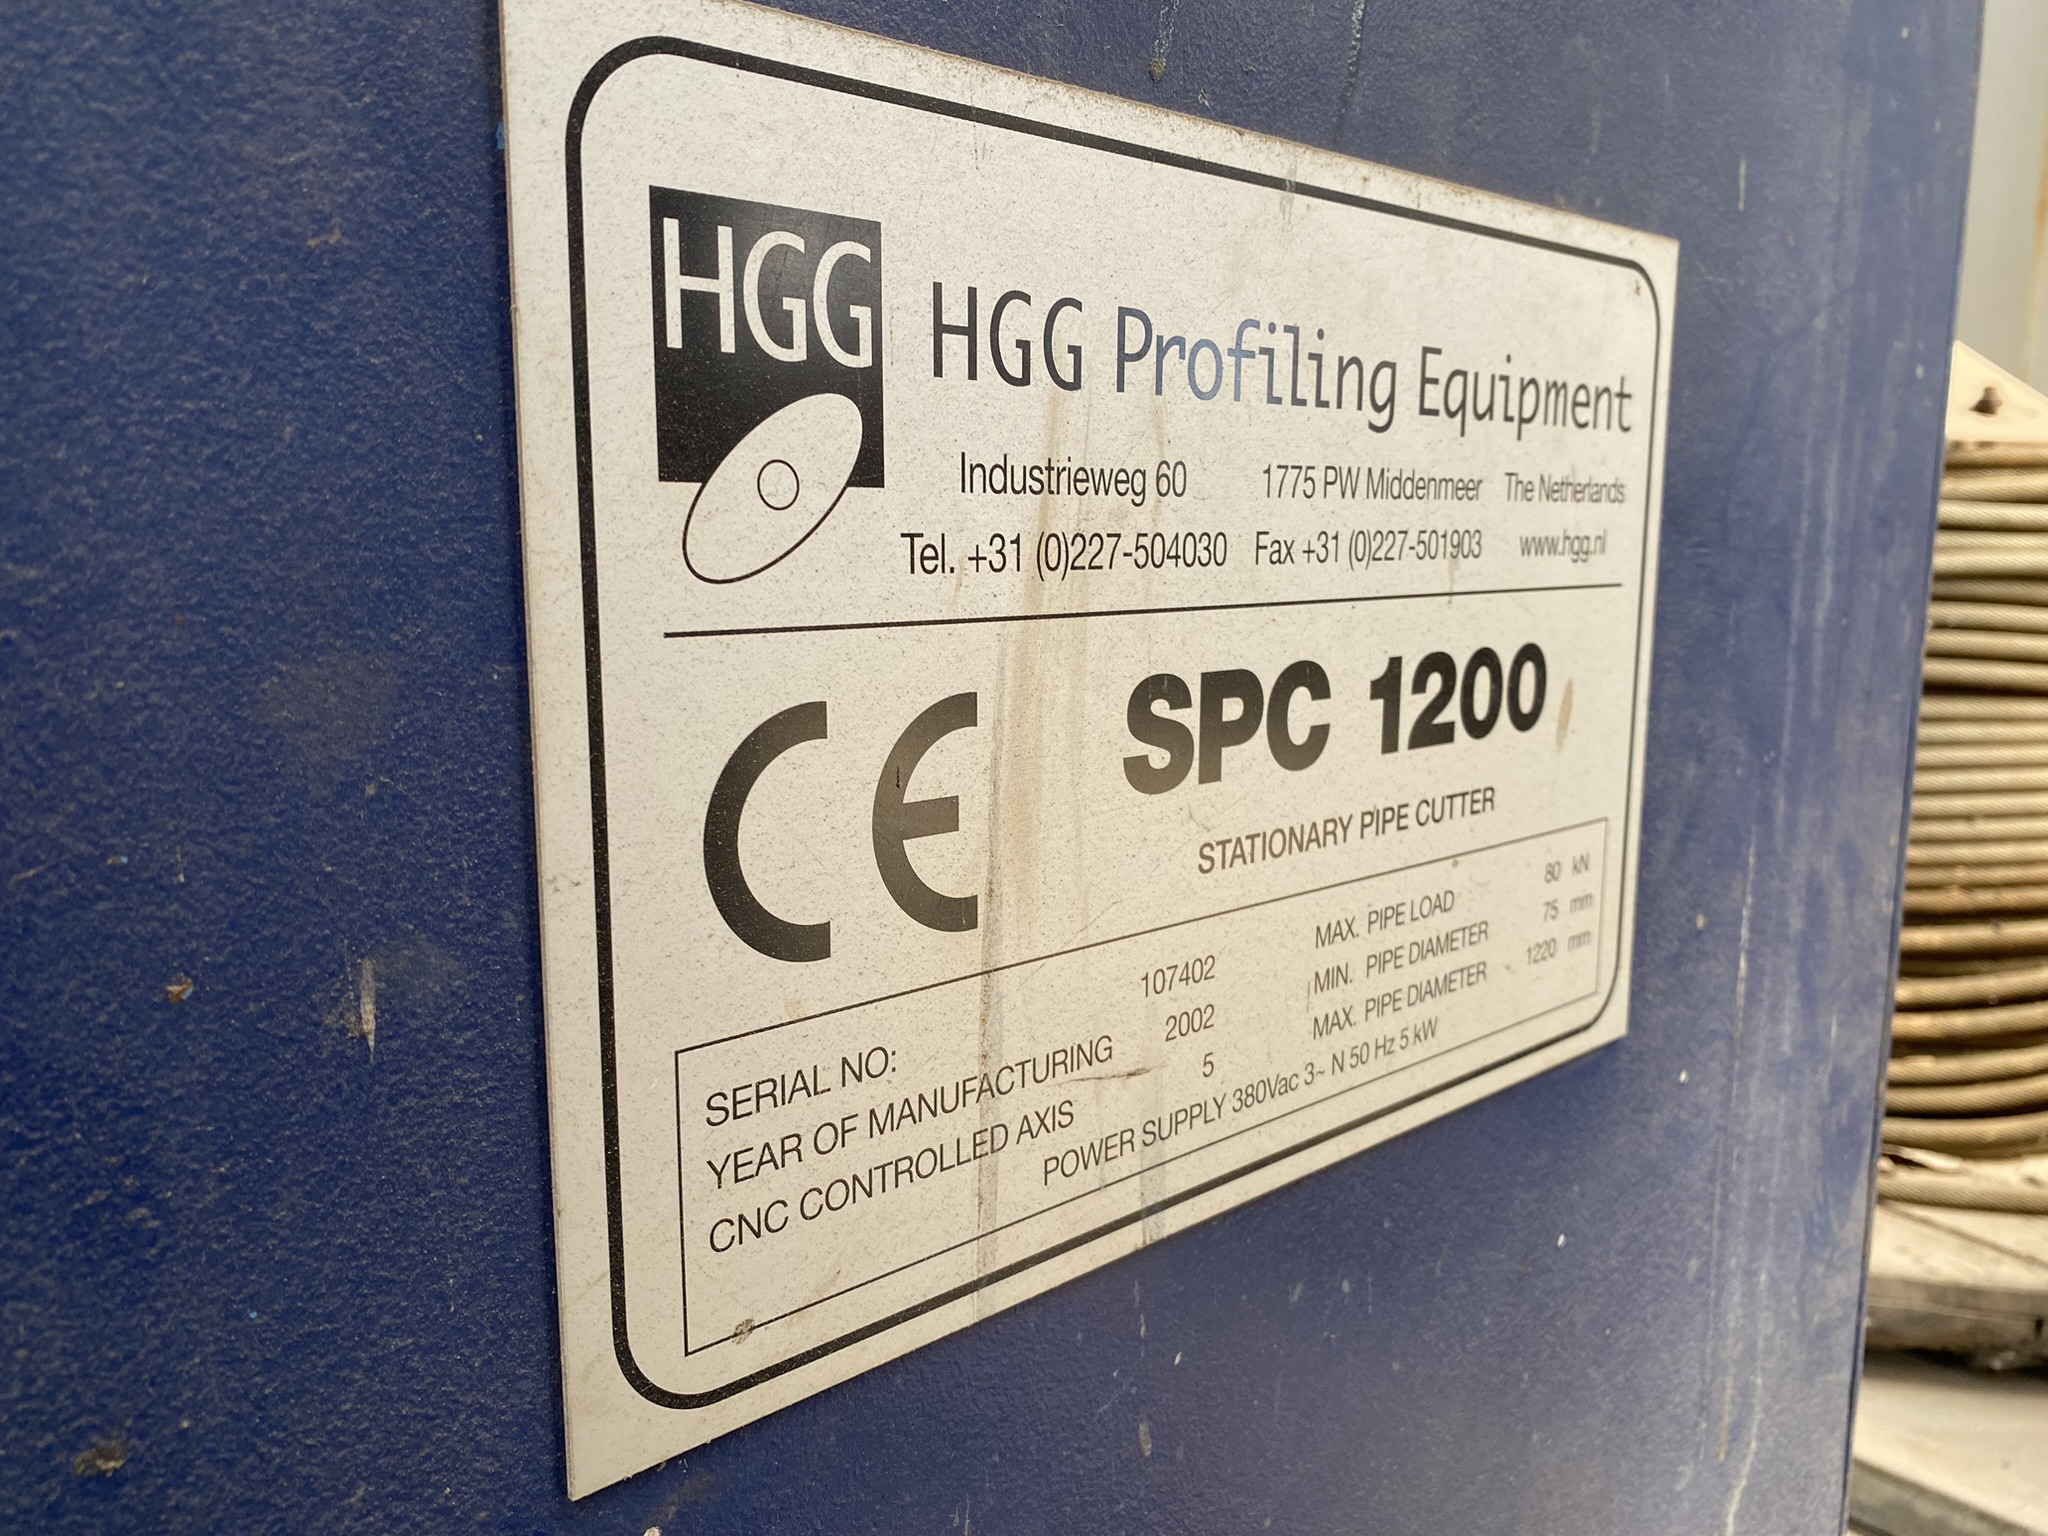 HGG
HGG Profiling Equipment
Industrieweg 60 1775 PW Middenmeer The Netherlands
Tel. +31 (0)227-504030 Fax +31 (0)227-501903 www.hgg.nl
CE
SPC 1200
STATIONARY PIPE CUTTER
SERIAL NO: 107402 MAX. PIPE LOAD 80 kN
YEAR OF MANUFACTURING 2002 MIN. PIPE DIAMETER 75 mm
CNC CONTROLLED AXIS 5 MAX. PIPE DIAMETER 1220 mm
POWER SUPPLY 380Vac 3~ N 50 Hz 5 kW